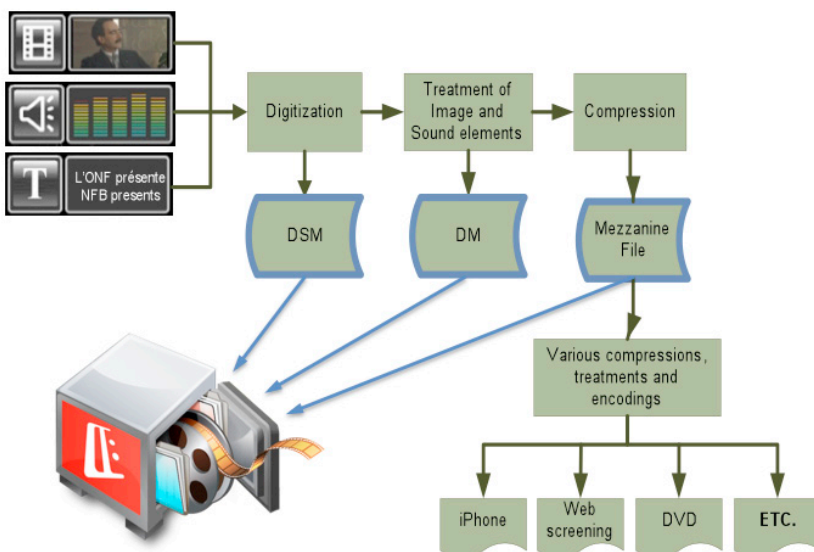 T
L'ONF présente
NFB presents
Digitization
Treatment of
Image and
Sound elements
Compression
DSM
DM
Mezzanine
File
Various compressions,
treatments and
encodings
iPhone
Web
screening
DVD
ETC.